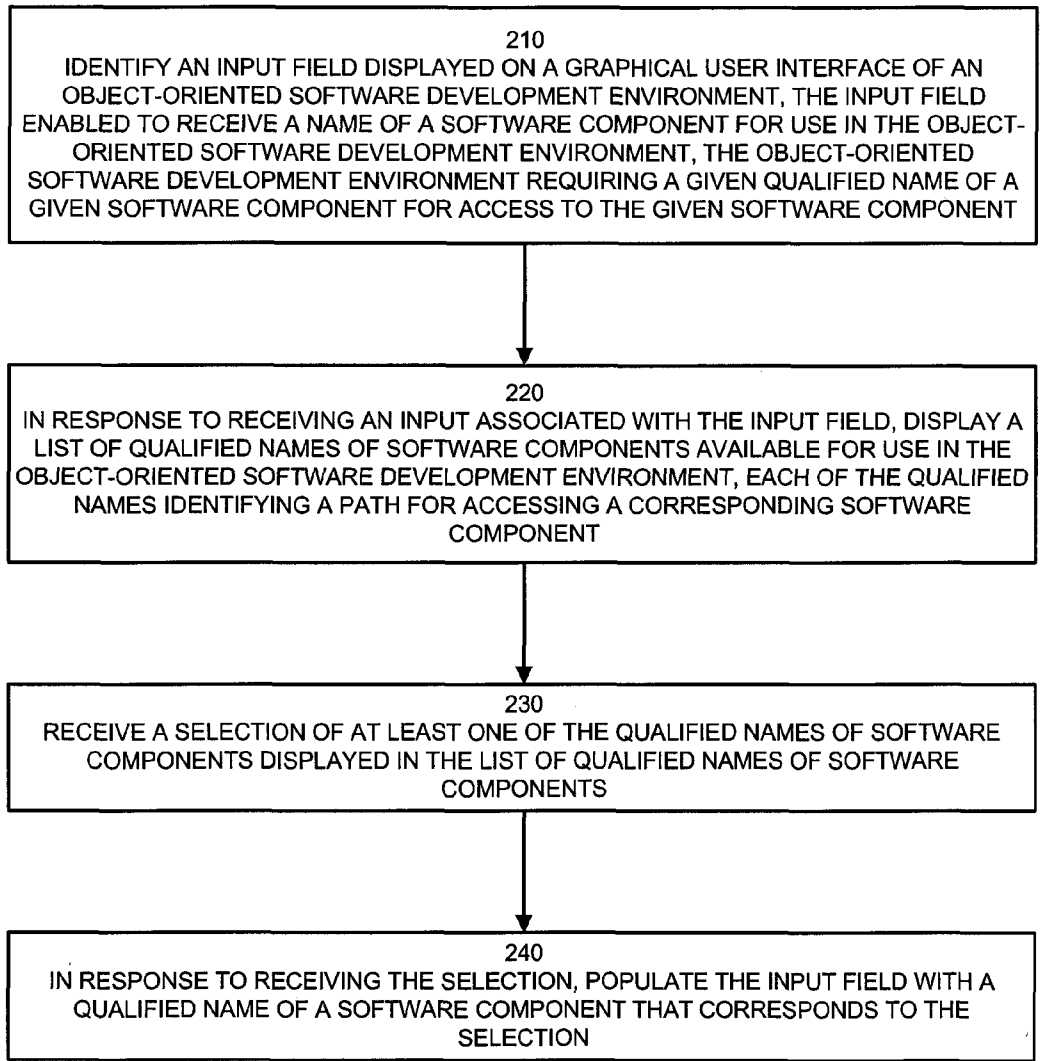 210
IDENTIFY AN INPUT FIELD DISPLAYED ON A GRAPHICAL USER INTERFACE OF AN
OBJECT-ORIENTED SOFTWARE DEVELOPMENT ENVIRONMENT, THE INPUT FIELD
ENABLED TO RECEIVE A NAME OF A SOFTWARE COMPONENT FOR USE IN THE OBJECT-
ORIENTED SOFTWARE DEVELOPMENT ENVIRONMENT, THE OBJECT-ORIENTED
SOFTWARE DEVELOPMENT ENVIRONMENT REQUIRING A GIVEN QUALIFIED NAME OF A
GIVEN SOFTWARE COMPONENT FOR ACCESS TO THE GIVEN SOFTWARE COMPONENT
220
IN RESPONSE TO RECEIVING AN INPUT ASSOCIATED WITH THE INPUT FIELD, DISPLAY A
LIST OF QUALIFIED NAMES OF SOFTWARE COMPONENTS AVAILABLE FOR USE IN THE
OBJECT-ORIENTED SOFTWARE DEVELOPMENT ENVIRONMENT, EACH OF THE QUALIFIED
NAMES IDENTIFYING A PATH FOR ACCESSING A CORRESPONDING SOFTWARE
COMPONENT
230
RECEIVE A SELECTION OF AT LEAST ONE OF THE QUALIFIED NAMES OF SOFTWARE
COMPONENTS DISPLAYED IN THE LIST OF QUALIFIED NAMES OF SOFTWARE
COMPONENTS
240
IN RESPONSE TO RECEIVING THE SELECTION, POPULATE THE INPUT FIELD WITH A
QUALIFIED NAME OF A SOFTWARE COMPONENT THAT CORRESPONDS TO THE
SELECTION